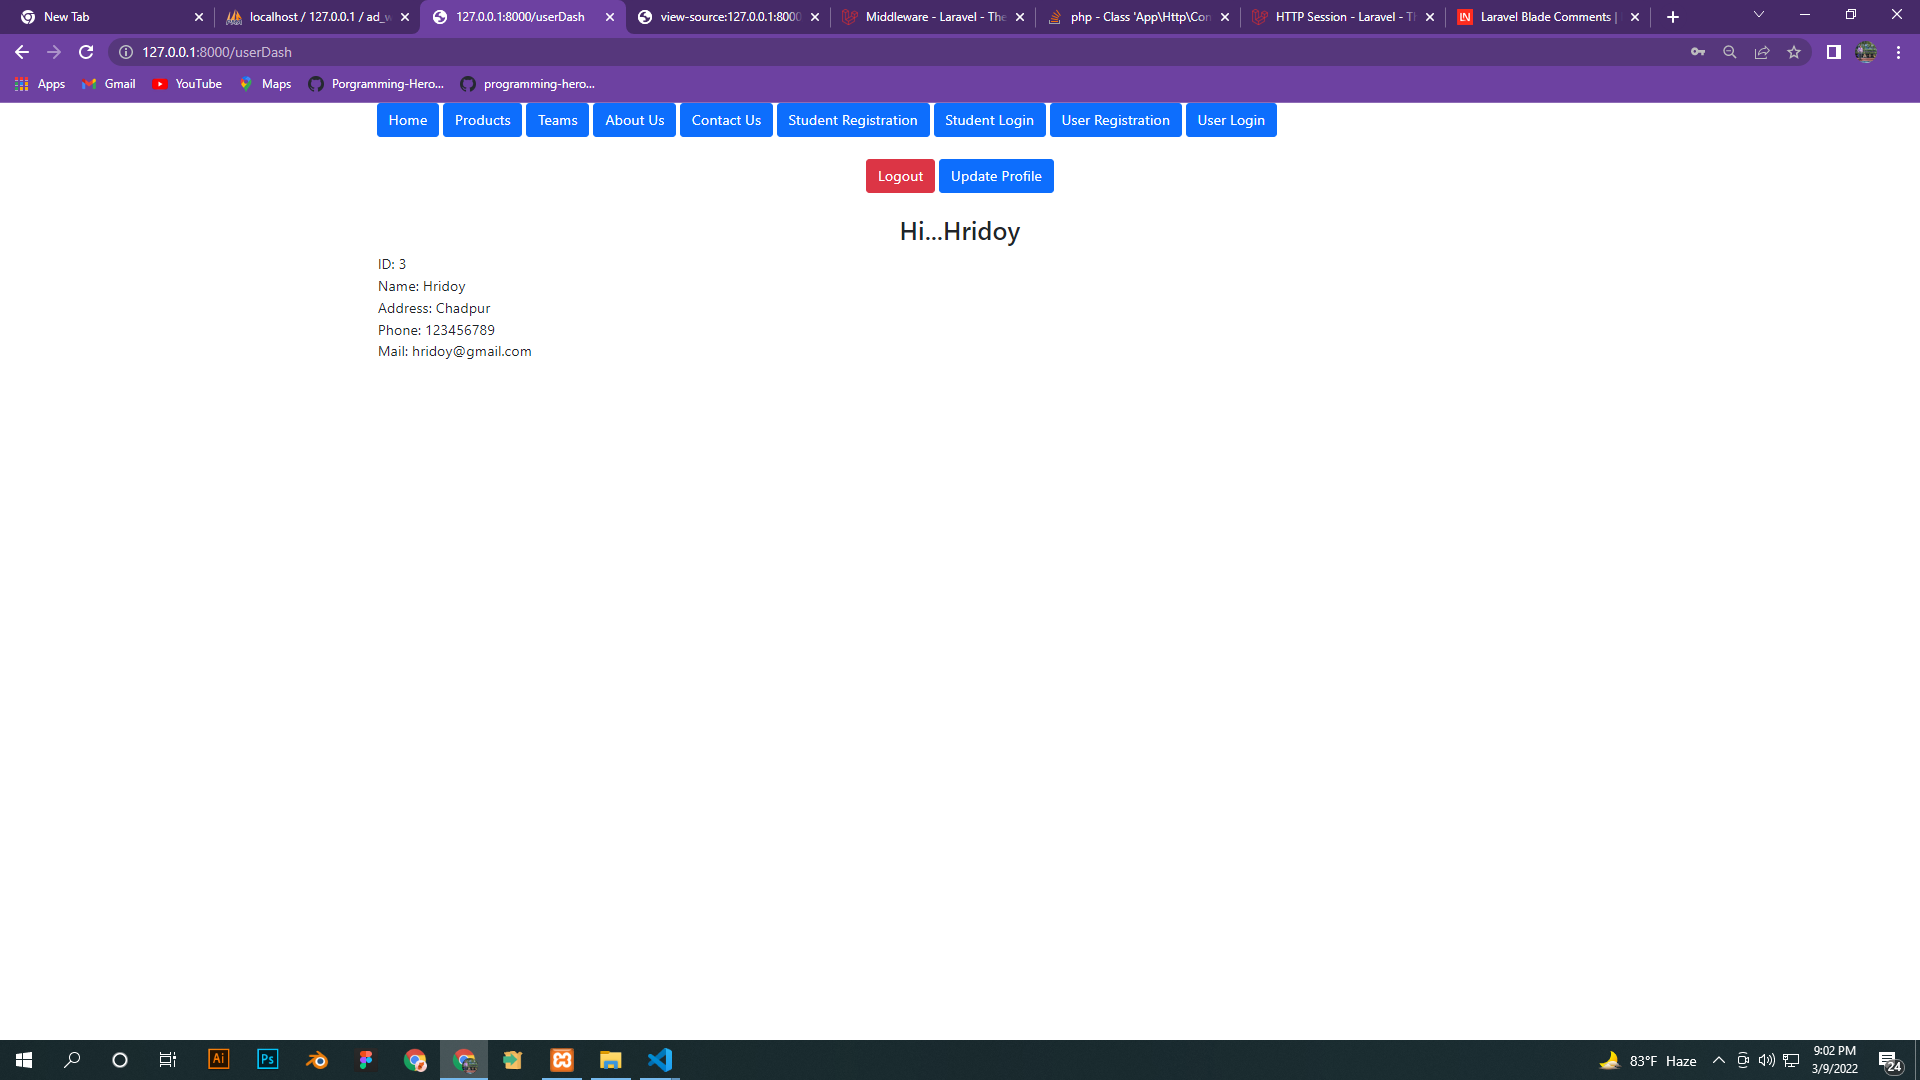 New Tab
localhost / 127.0.0.1 / ad_w
127.0.0.1:8000/userDash
view-source:127.0.0.1:8000
Middleware - Laravel - The
php - Class 'App\Http\Con
HTTP Session - Laravel - Th
LN Laravel Blade Comments |
127.0.0.1:8000/userDash
Apps
Gmail
YouTube
Maps
Porgramming-Hero...
programming-hero...
Home
Products
Teams
About Us
Contact Us
Student Registration
Student Login
User Registration
User Login
Logout
Update Profile
Hi...Hridoy
ID: 3
Name: Hridoy
Address: Chadpur
Phone: 123456789
Mail: hridoy@gmail.com
Ai
Ps
83°F Haze
9:02 PM
3/9/2022
24